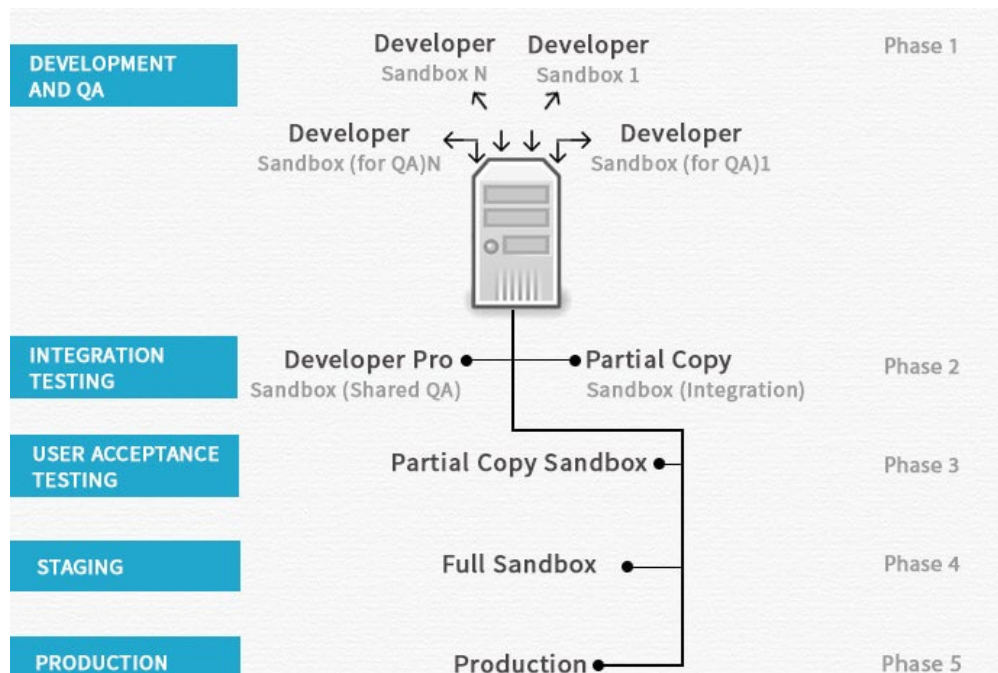 DEVELOPMENT
AND QA
Developer
Sandbox N
Developer
Sandbox 1
Phase 1
Developer
Sandbox (for QA)N
Developer
Sandbox (for QA)1
INTEGRATION
TESTING
Developer Pro
Sandbox (Shared QA)
Partial Copy
Sandbox (Integration)
Phase 2
USER ACCEPTANCE
TESTING
Partial Copy Sandbox
Phase 3
STAGING
Full Sandbox
Phase 4
PRODUCTION
Production
Phase 5